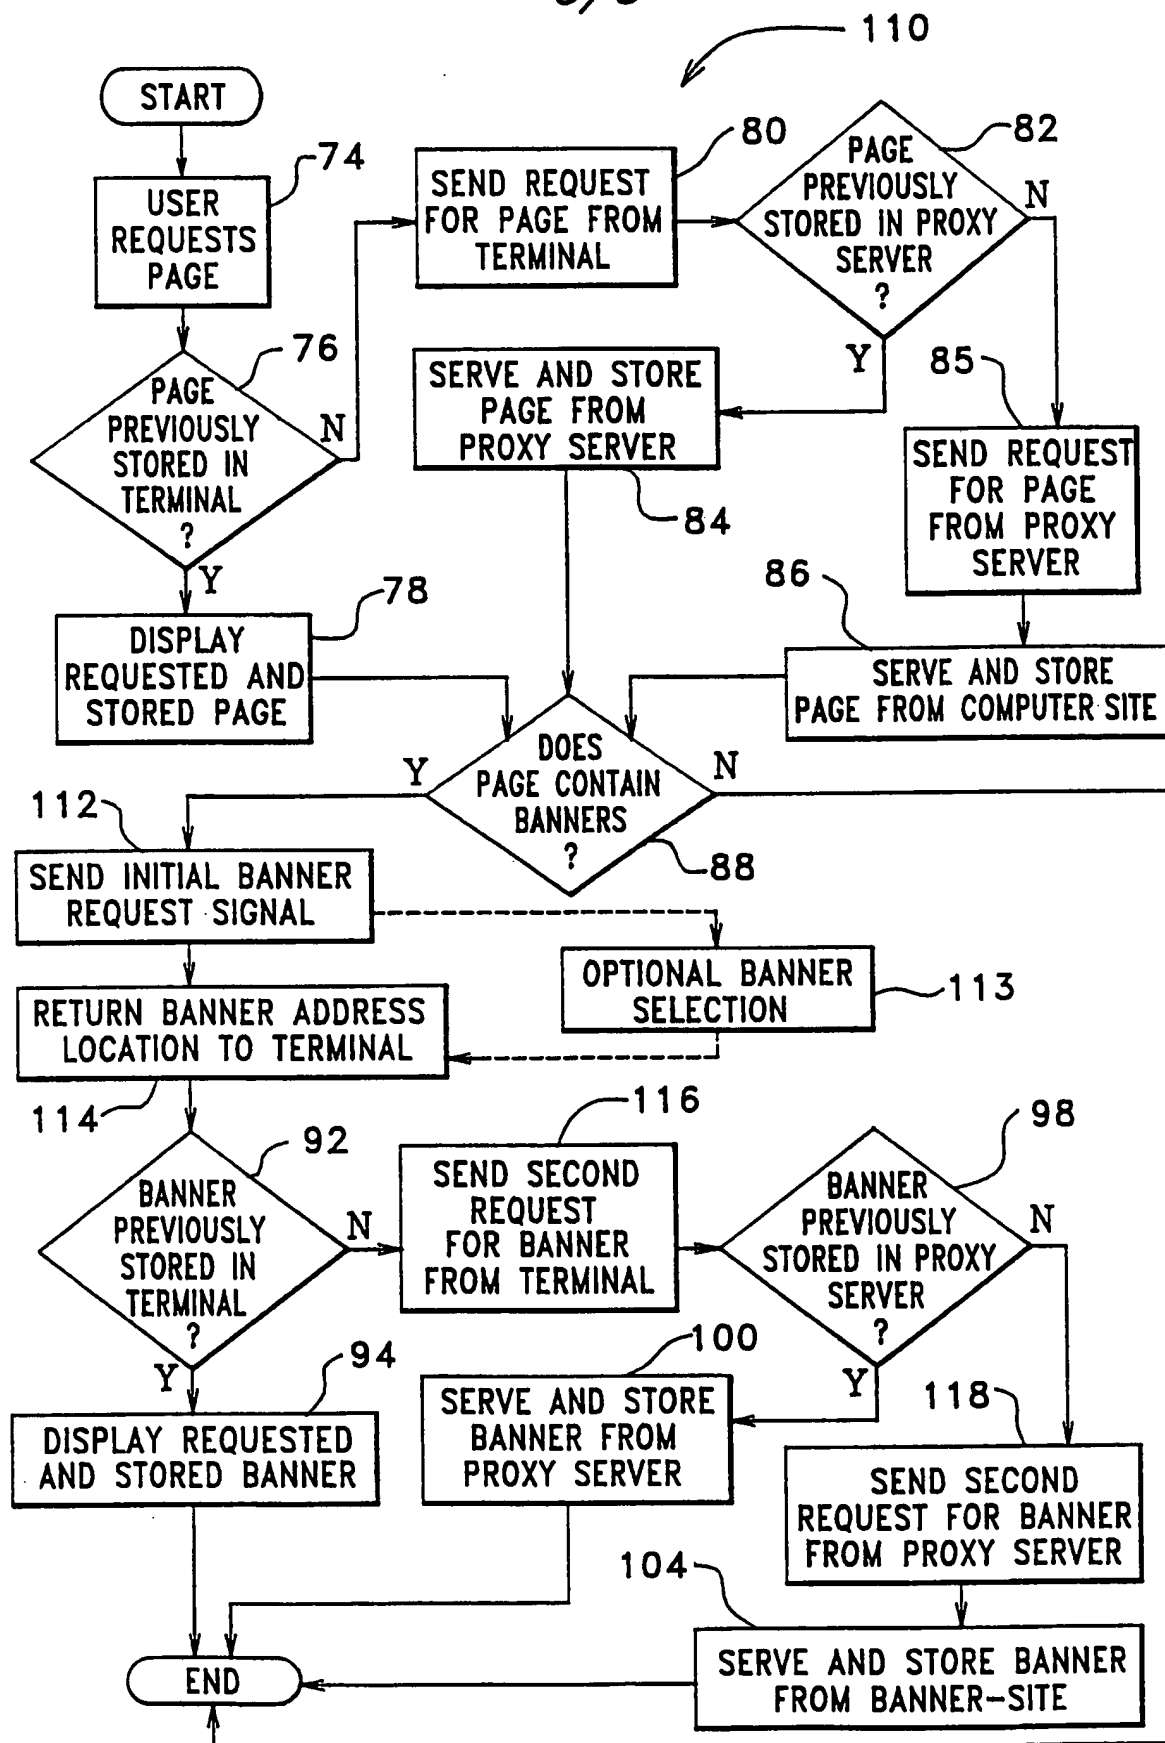 110
START
74
USER
REQUESTS
PAGE
80
SEND REQUEST
FOR PAGE FROM
TERMINAL
82
PAGE
PREVIOUSLY
STORED IN PROXY
SERVER
?
N
Y
76
PAGE
PREVIOUSLY
STORED IN
TERMINAL
?
N
Y
SERVE AND STORE
PAGE FROM
PROXY SERVER
84
85
SEND REQUEST
FOR PAGE
FROM PROXY
SERVER
78
DISPLAY
REQUESTED AND
STORED PAGE
86
SERVE AND STORE
PAGE FROM COMPUTER SITE
DOES
PAGE CONTAIN
BANNERS
?
Y
N
88
112
SEND INITIAL BANNER
REQUEST SIGNAL
OPTIONAL BANNER
SELECTION
113
RETURN BANNER ADDRESS
LOCATION TO TERMINAL
114
92
BANNER
PREVIOUSLY
STORED IN
TERMINAL
?
N
Y
116
SEND SECOND
REQUEST
FOR BANNER
FROM TERMINAL
98
BANNER
PREVIOUSLY
STORED IN PROXY
SERVER
?
N
Y
94
DISPLAY REQUESTED
AND STORED BANNER
100
SERVE AND STORE
BANNER FROM
PROXY SERVER
118
SEND SECOND
REQUEST FOR BANNER
FROM PROXY SERVER
104
SERVE AND STORE BANNER
FROM BANNER-SITE
END